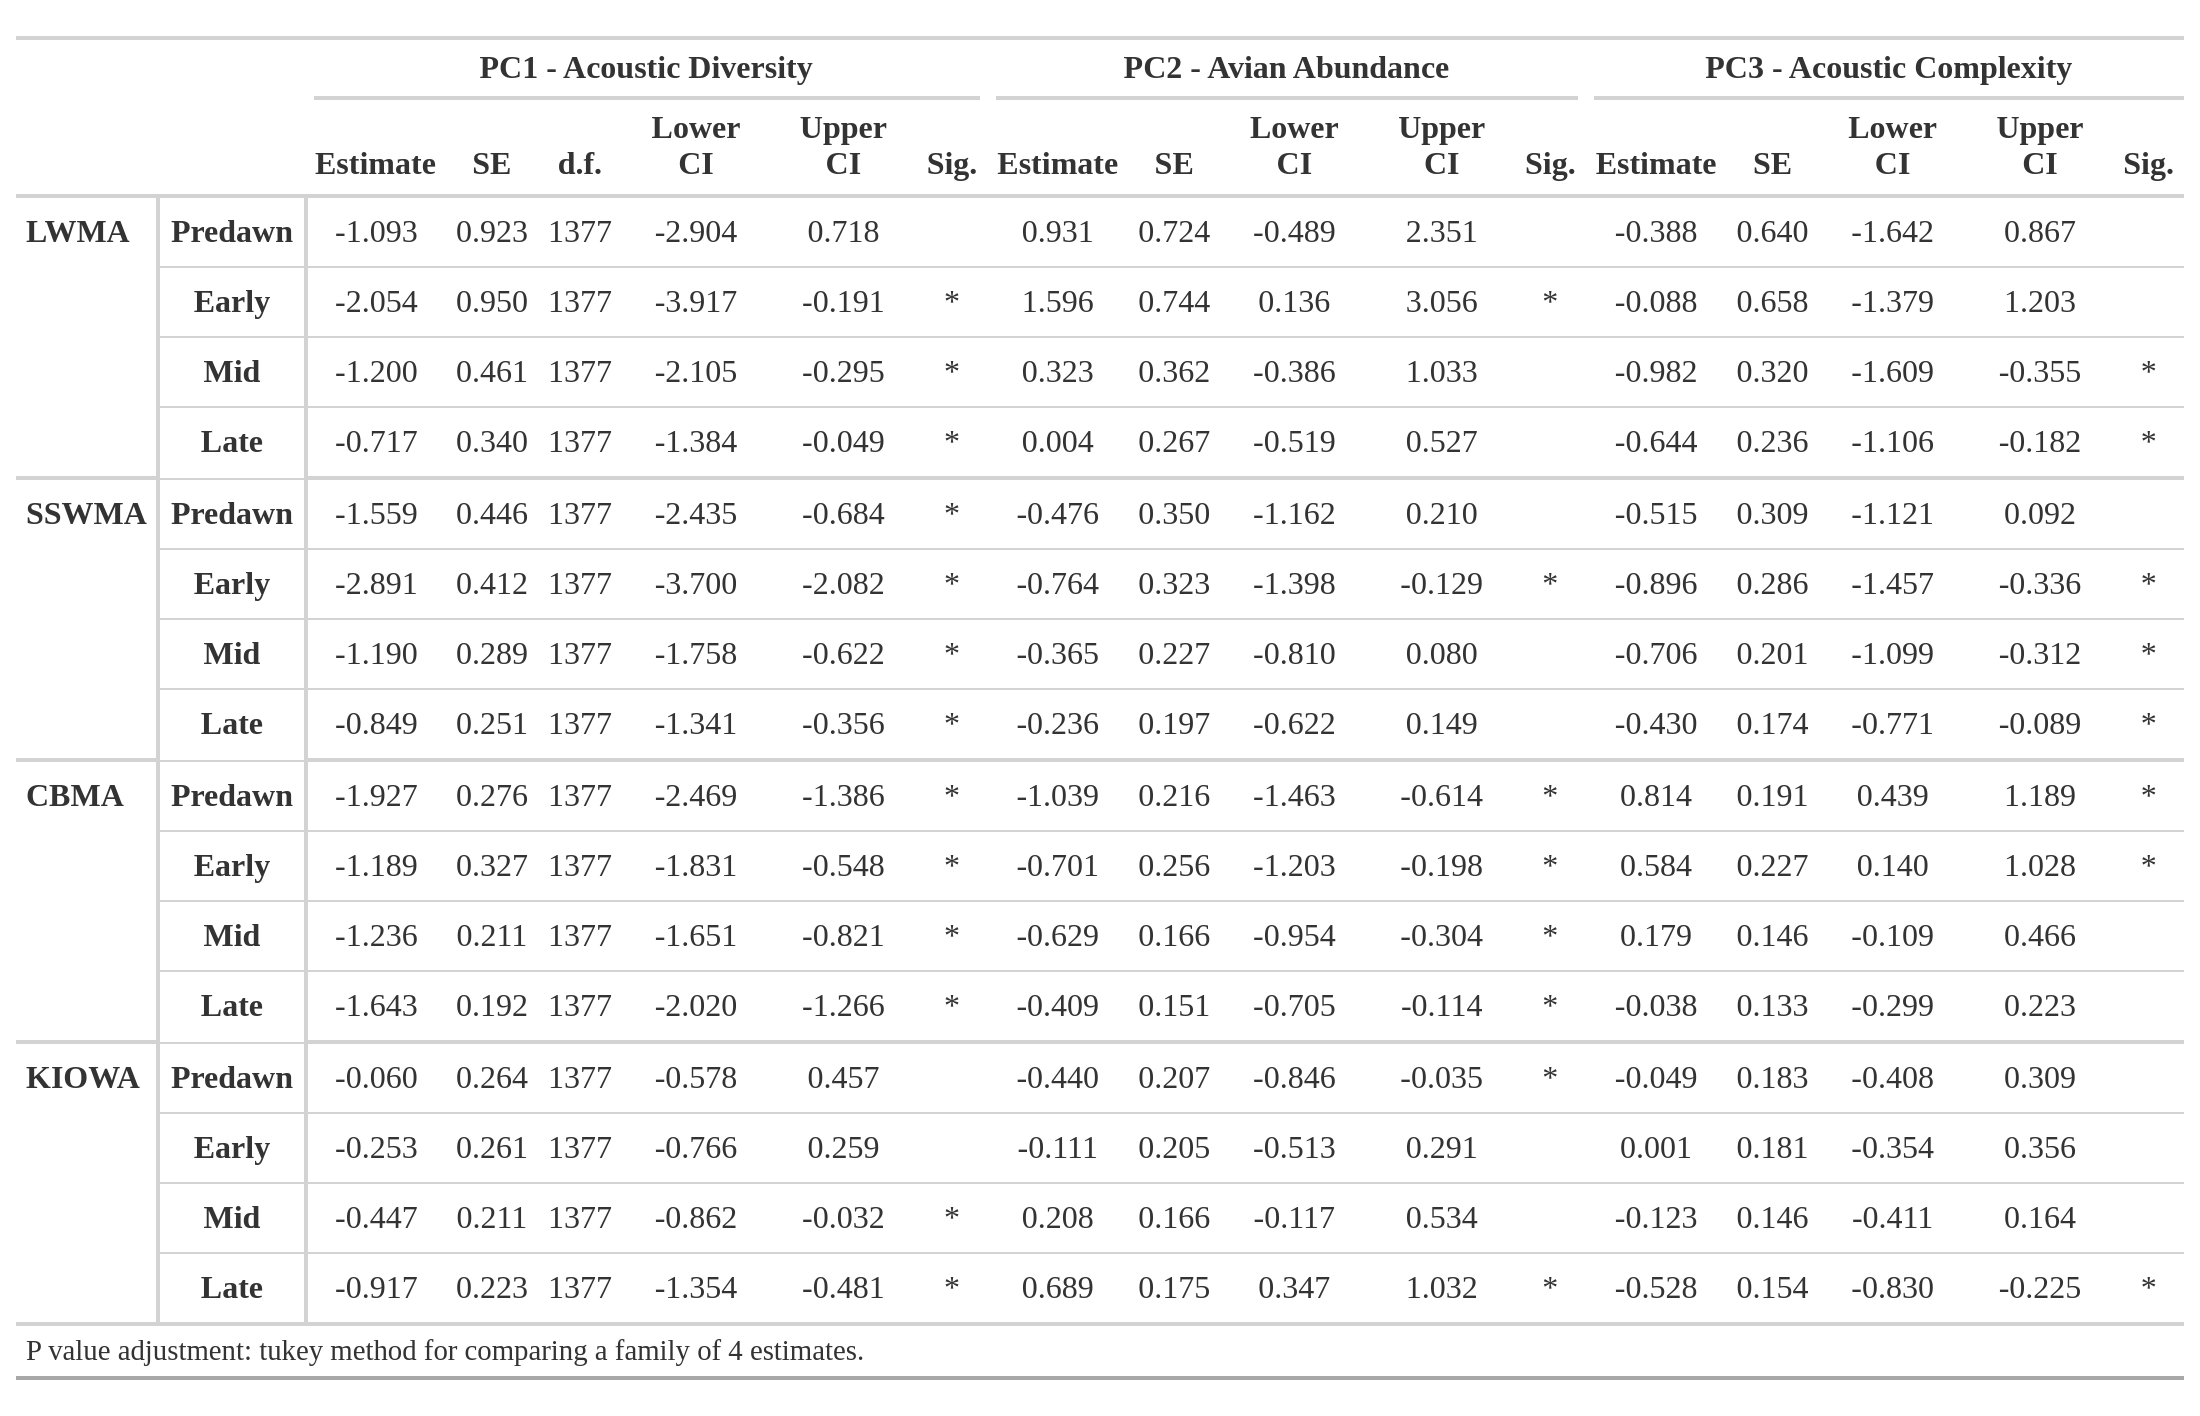 PC1 - Acoustic Diversity PC2 - Avian Abundance PC3 - Acoustic Complexity
Estimate SE d.f. Lower CI Upper CI Sig. Estimate SE Lower CI Upper CI Sig. Estimate SE Lower CI Upper CI Sig.
LWMA Predawn -1.093 0.923 1377 -2.904 0.718 0.931 0.724 -0.489 2.351 -0.388 0.640 -1.642 0.867
Early -2.054 0.950 1377 -3.917 -0.191 * 1.596 0.744 0.136 3.056 * -0.088 0.658 -1.379 1.203
Mid -1.200 0.461 1377 -2.105 -0.295 * 0.323 0.362 -0.386 1.033 -0.982 0.320 -1.609 -0.355 *
Late -0.717 0.340 1377 -1.384 -0.049 * 0.004 0.267 -0.519 0.527 -0.644 0.236 -1.106 -0.182 *
SSWMA Predawn -1.559 0.446 1377 -2.435 -0.684 * -0.476 0.350 -1.162 0.210 -0.515 0.309 -1.121 0.092
Early -2.891 0.412 1377 -3.700 -2.082 * -0.764 0.323 -1.398 -0.129 * -0.896 0.286 -1.457 -0.336 *
Mid -1.190 0.289 1377 -1.758 -0.622 * -0.365 0.227 -0.810 0.080 -0.706 0.201 -1.099 -0.312 *
Late -0.849 0.251 1377 -1.341 -0.356 * -0.236 0.197 -0.622 0.149 -0.430 0.174 -0.771 -0.089 *
CBMA Predawn -1.927 0.276 1377 -2.469 -1.386 * -1.039 0.216 -1.463 -0.614 * 0.814 0.191 0.439 1.189 *
Early -1.189 0.327 1377 -1.831 -0.548 * -0.701 0.256 -1.203 -0.198 * 0.584 0.227 0.140 1.028 *
Mid -1.236 0.211 1377 -1.651 -0.821 * -0.629 0.166 -0.954 -0.304 * 0.179 0.146 -0.109 0.466
Late -1.643 0.192 1377 -2.020 -1.266 * -0.409 0.151 -0.705 -0.114 * -0.038 0.133 -0.299 0.223
KIOWA Predawn -0.060 0.264 1377 -0.578 0.457 -0.440 0.207 -0.846 -0.035 * -0.049 0.183 -0.408 0.309
Early -0.253 0.261 1377 -0.766 0.259 -0.111 0.205 -0.513 0.291 0.001 0.181 -0.354 0.356
Mid -0.447 0.211 1377 -0.862 -0.032 * 0.208 0.166 -0.117 0.534 -0.123 0.146 -0.411 0.164
Late -0.917 0.223 1377 -1.354 -0.481 * 0.689 0.175 0.347 1.032 * -0.528 0.154 -0.830 -0.225 *
P value adjustment: tukey method for comparing a family of 4 estimates.